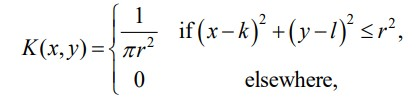 K(x,y) = { 1/(πr²) if (x−k)² + (y−l)² ≤ r²,
0 elsewhere,